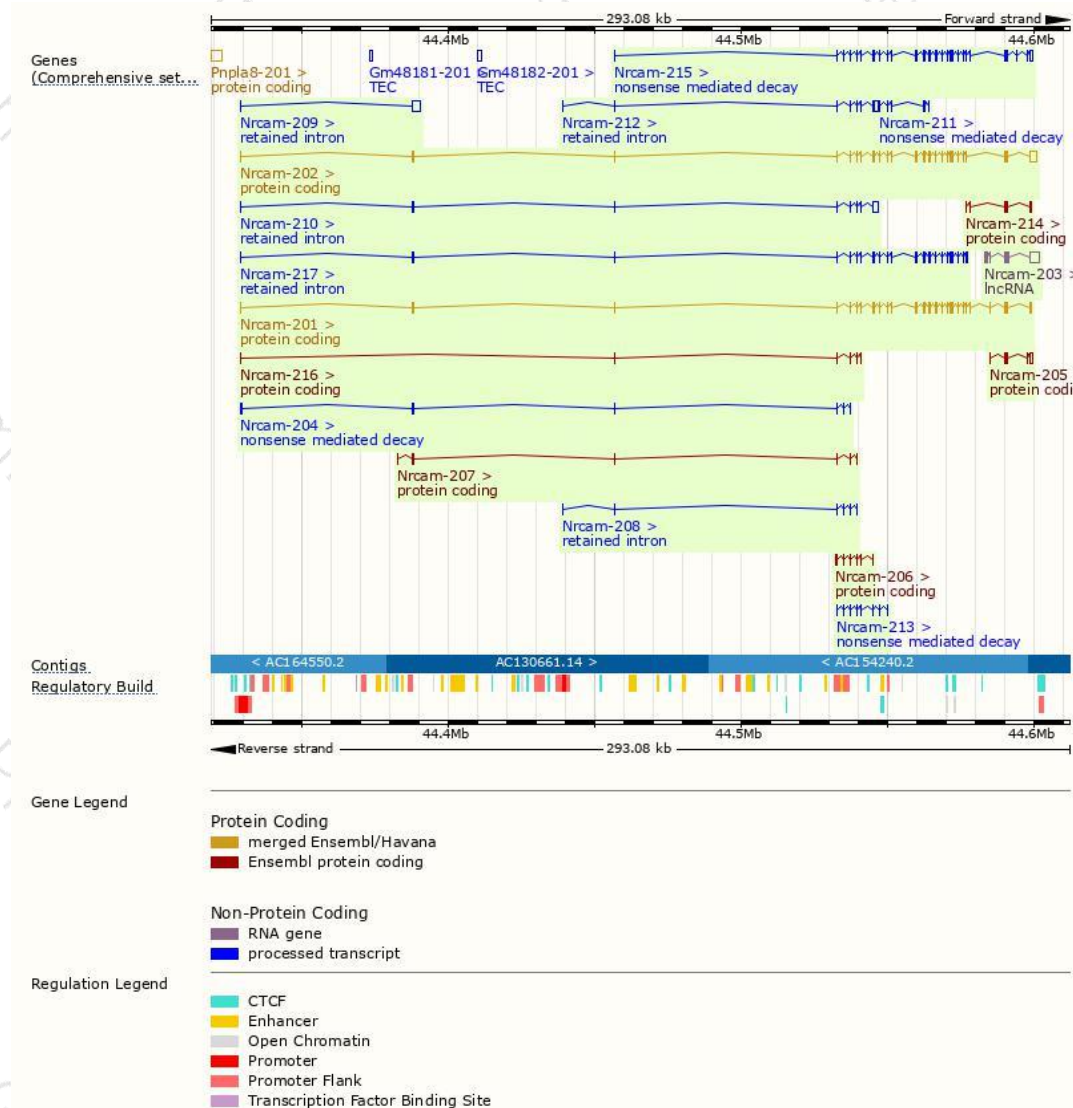 293.08 kb
Forward strand
44.4Mb 44.5Mb 44.6Mb
Genes
(Comprehensive set...
Pnpla8-201 >
protein coding
Gm48181-201 >
TEC
Gm48182-201 >
TEC
Nrcam-215 >
nonsense mediated decay
Nrcam-209 >
retained intron
Nrcam-212 >
retained intron
Nrcam-211 >
nonsense mediated decay
Nrcam-202 >
protein coding
Nrcam-210 >
retained intron
Nrcam-214 >
protein coding
Nrcam-217 >
retained intron
Nrcam-203 >
lncRNA
Nrcam-201 >
protein coding
Nrcam-216 >
protein coding
Nrcam-205
protein codi
Nrcam-204 >
nonsense mediated decay
Nrcam-207 >
protein coding
Nrcam-208 >
retained intron
Nrcam-206 >
protein coding
Nrcam-213 >
nonsense mediated decay
Contigs
< AC164550.2 AC130661.14 > < AC154240.2
Regulatory Build
44.4Mb 44.5Mb 44.6Mb
Reverse strand
293.08 kb
Gene Legend
Protein Coding
merged Ensembl/Havana
Ensembl protein coding
Non-Protein Coding
RNA gene
processed transcript
Regulation Legend
CTCF
Enhancer
Open Chromatin
Promoter
Promoter Flank
Transcription Factor Binding Site